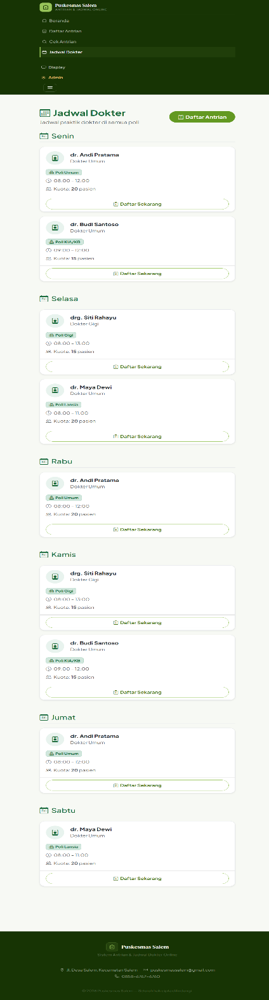 Puskesmas Salem
ANTRIAN & JADWAL ONLINE
Beranda
Daftar Antrian
Cek Antrian
Jadwal Dokter
Display
Admin
Jadwal Dokter
Jadwal praktik dokter di semua poli
Daftar Antrian
Fri Senin
dr. Andi Pratama
Dokter Umum
Poli Umum
08:00 - 12:00
Kuota: 20 pasien
Daftar Sekarang
dr. Budi Santoso
Dokter Umum
Poli KIA/KB
09:00 - 12:00
Kuota: 15 pasien
Daftar Sekarang
Fri Selasa
drg. Siti Rahayu
Dokter Gigi
Poli Gigi
08:00 - 13:00
Kuota: 15 pasien
Daftar Sekarang
dr. Maya Dewi
Dokter Umum
Poli Lansia
08:00 - 11:00
Kuota: 20 pasien
Daftar Sekarang
Fri Rabu
dr. Andi Pratama
Dokter Umum
Poli Umum
08:00 - 12:00
Kuota: 20 pasien
Daftar Sekarang
Fri Kamis
drg. Siti Rahayu
Dokter Gigi
Poli Gigi
08:00 - 13:00
Kuota: 15 pasien
Daftar Sekarang
dr. Budi Santoso
Dokter Umum
Poli KIA/KB
09:00 - 12:00
Kuota: 15 pasien
Daftar Sekarang
Fri Jumat
dr. Andi Pratama
Dokter Umum
Poli Umum
08:00 - 12:00
Kuota: 20 pasien
Daftar Sekarang
Fri Sabtu
dr. Maya Dewi
Dokter Umum
Poli Lansia
08:00 - 11:00
Kuota: 20 pasien
Daftar Sekarang
Puskesmas Salem
Sistem Antrian & Jadwal Dokter Online
Jl. Desa Salem, Kecamatan Salem puskesmassalem@gmail.com
0858-6767-6760
Puskesmas Salem